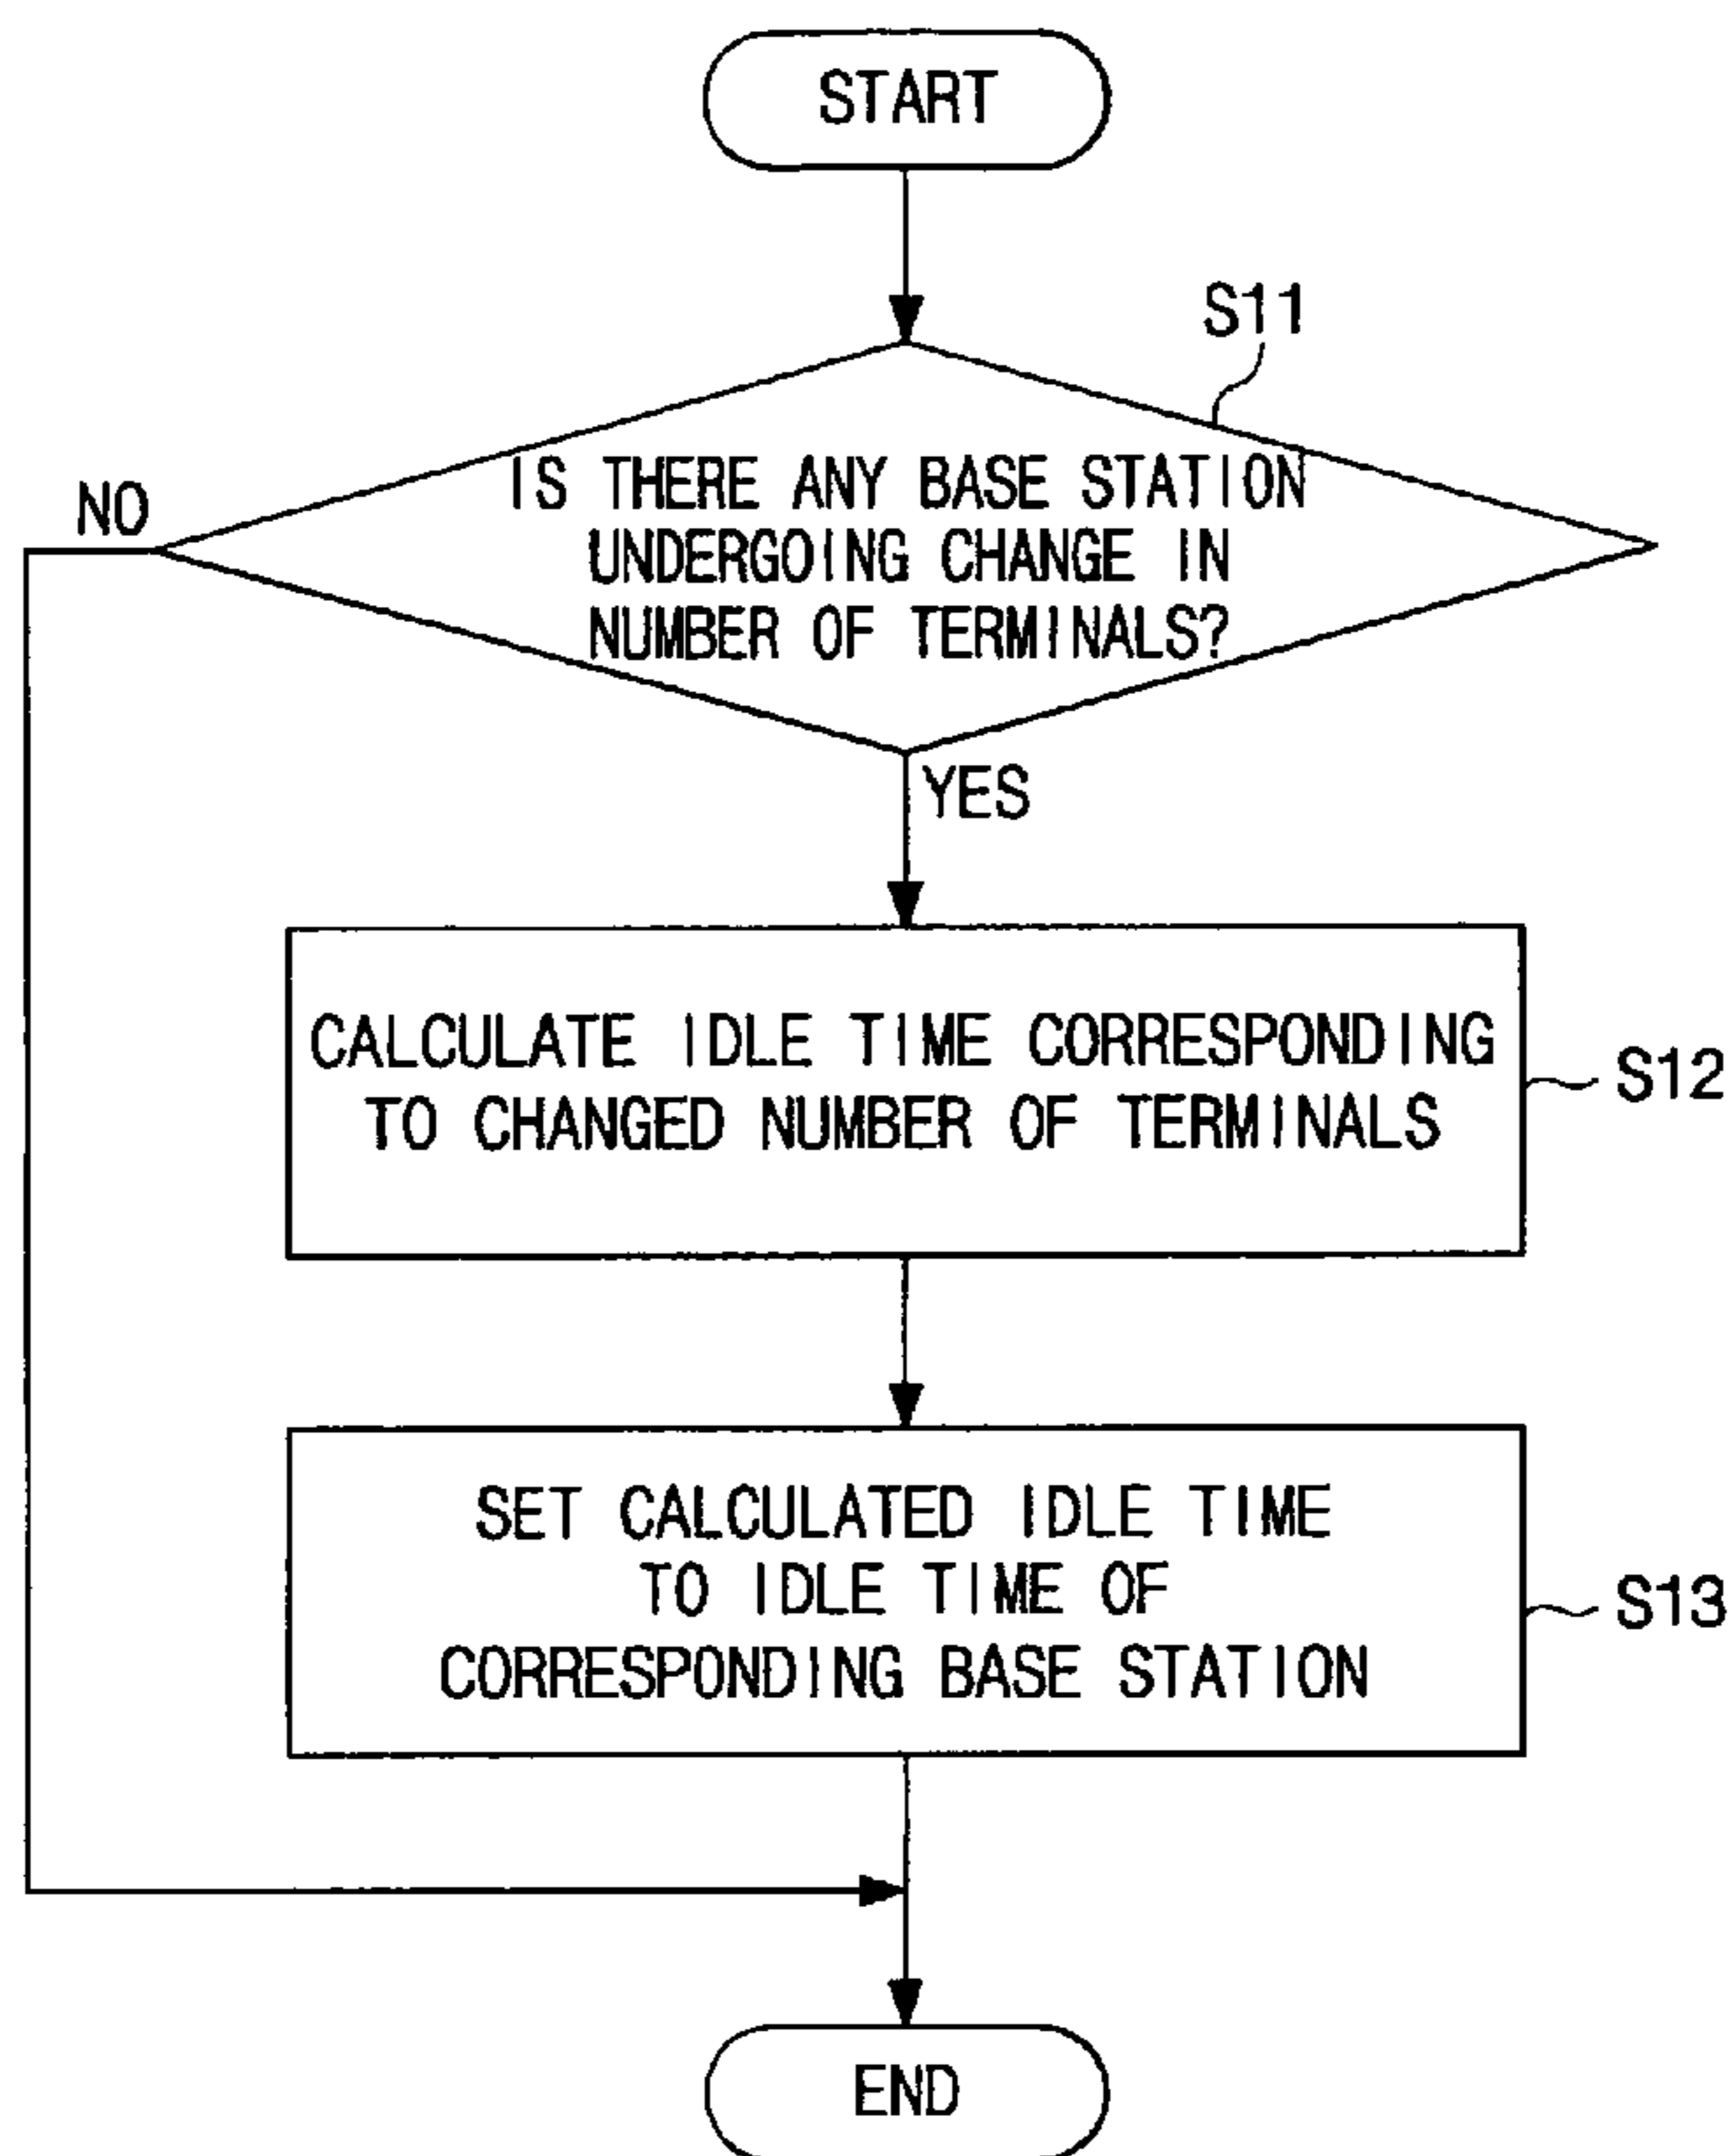 START
S11
IS THERE ANY BASE STATION
UNDERGOING CHANGE IN
NUMBER OF TERMINALS?
NO
YES
CALCULATE IDLE TIME CORRESPONDING
TO CHANGED NUMBER OF TERMINALS
S12
SET CALCULATED IDLE TIME
TO IDLE TIME OF
CORRESPONDING BASE STATION
S13
END